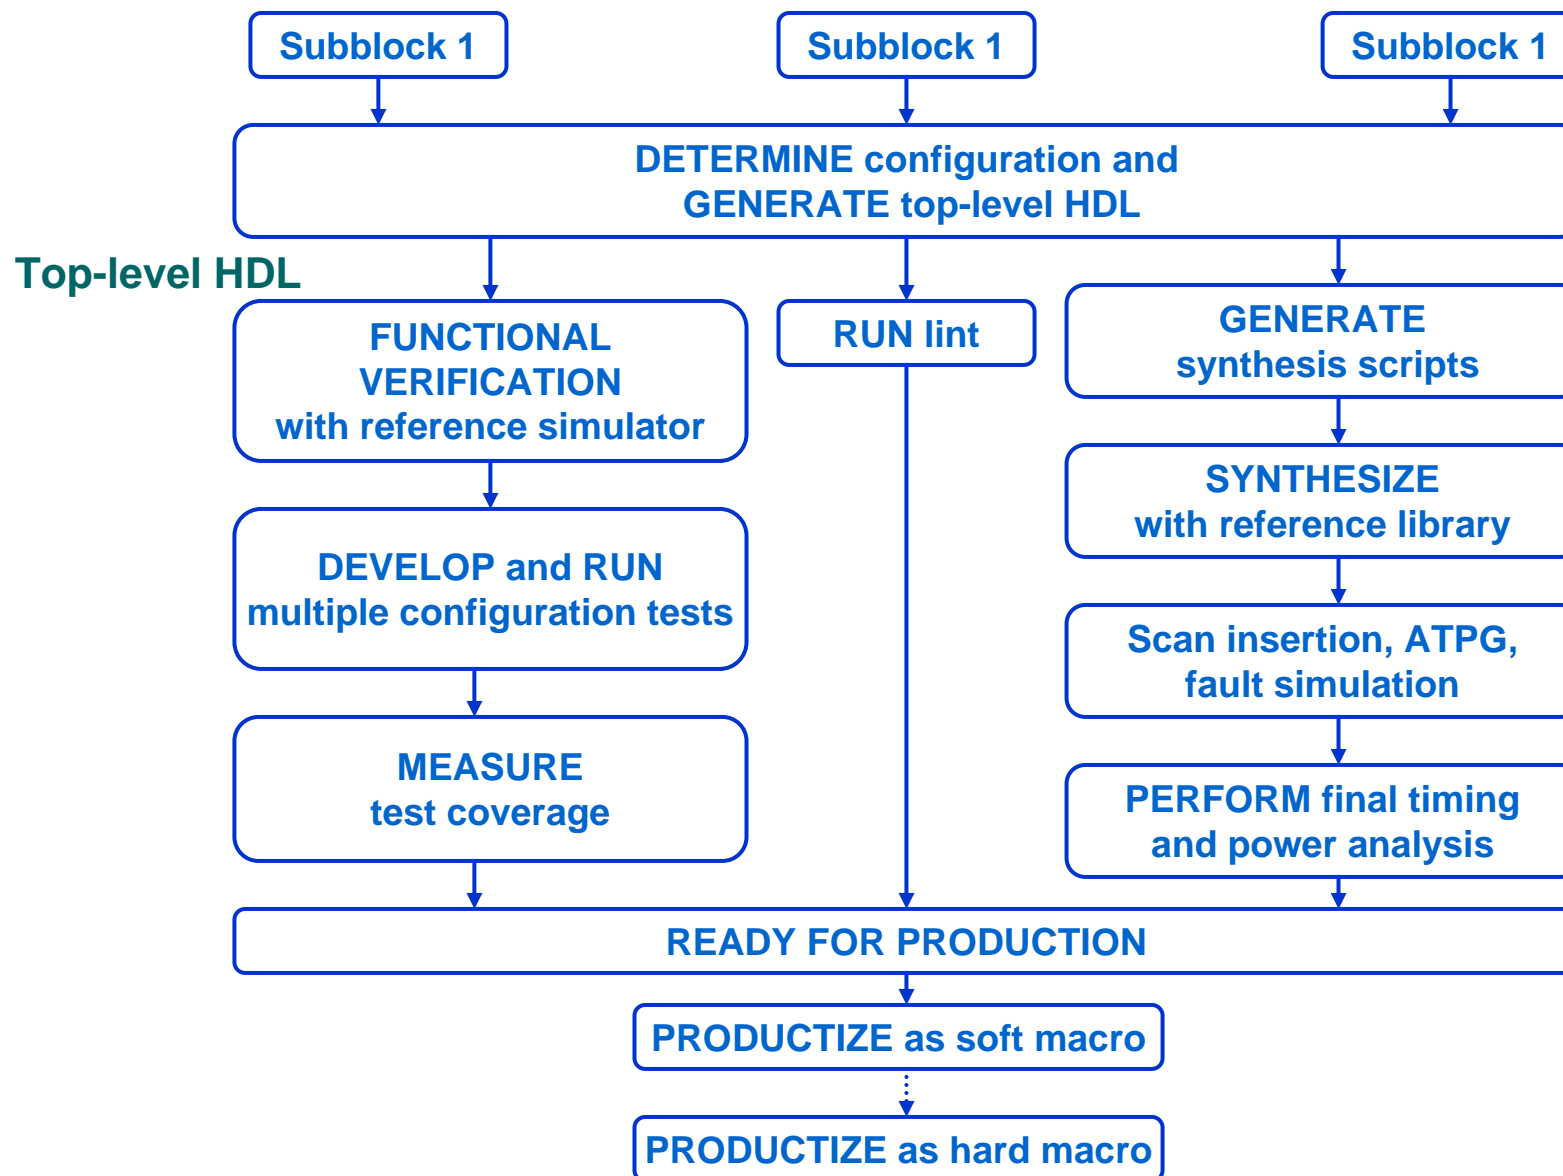 Subblock 1
Subblock 1
Subblock 1
DETERMINE configuration and
GENERATE top-level HDL
Top-level HDL
FUNCTIONAL
VERIFICATION
with reference simulator
RUN lint
GENERATE
synthesis scripts
DEVELOP and RUN
multiple configuration tests
SYNTHESIZE
with reference library
Scan insertion, ATPG,
fault simulation
MEASURE
test coverage
PERFORM final timing
and power analysis
READY FOR PRODUCTION
PRODUCTIZE as soft macro
PRODUCTIZE as hard macro